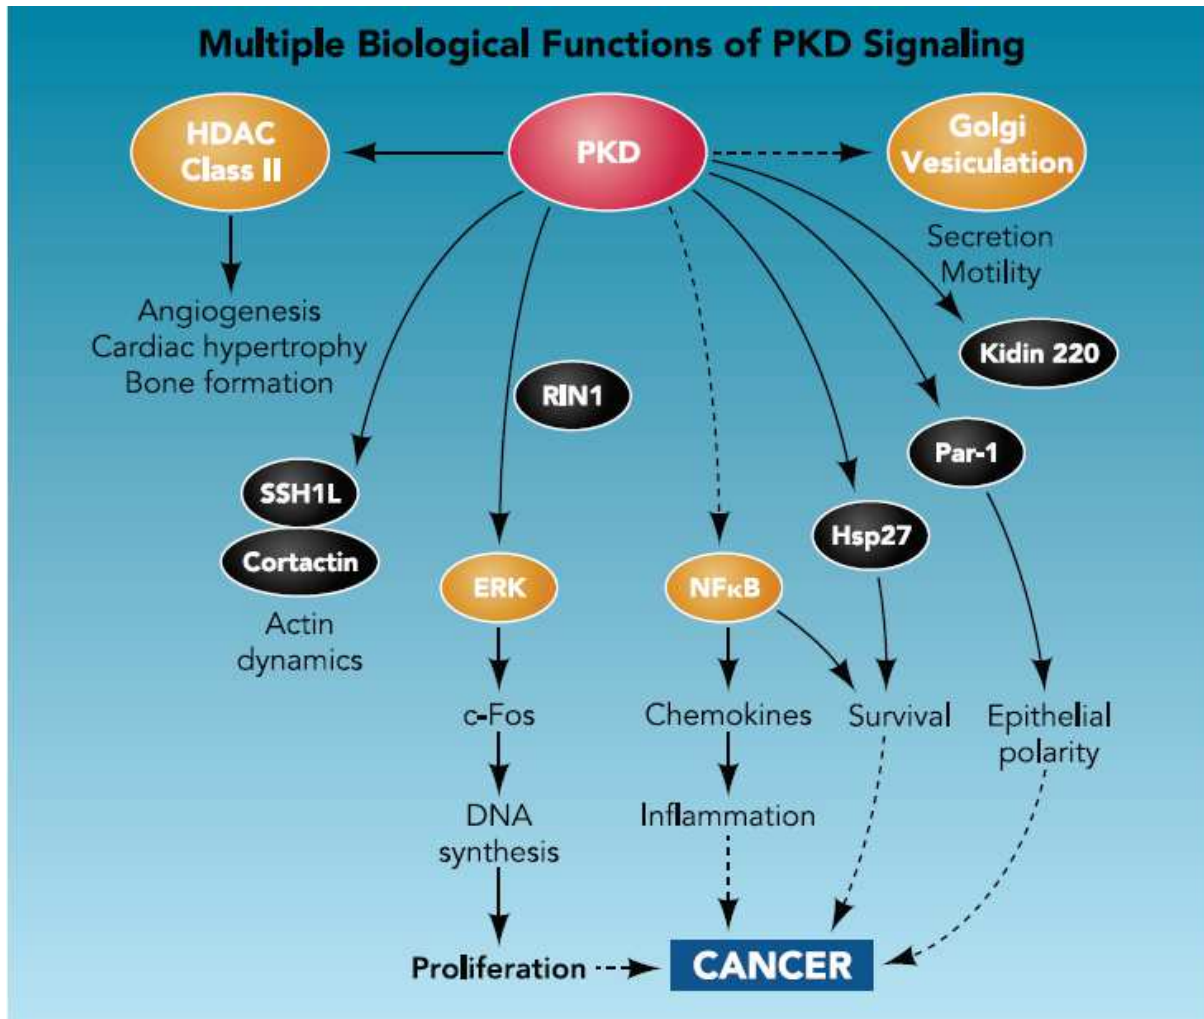 Multiple Biological Functions of PKD Signaling
HDAC
Class II
PKD
Golgi
Vesiculation
Secretion
Motility
Angiogenesis
Cardiac hypertrophy
Bone formation
Kidin 220
RIN1
Par-1
SSH1L
Cortactin
Hsp27
ERK
NFκB
Actin
dynamics
c-Fos
Chemokines
Survival
Epithelial
polarity
DNA
synthesis
Inflammation
Proliferation
CANCER